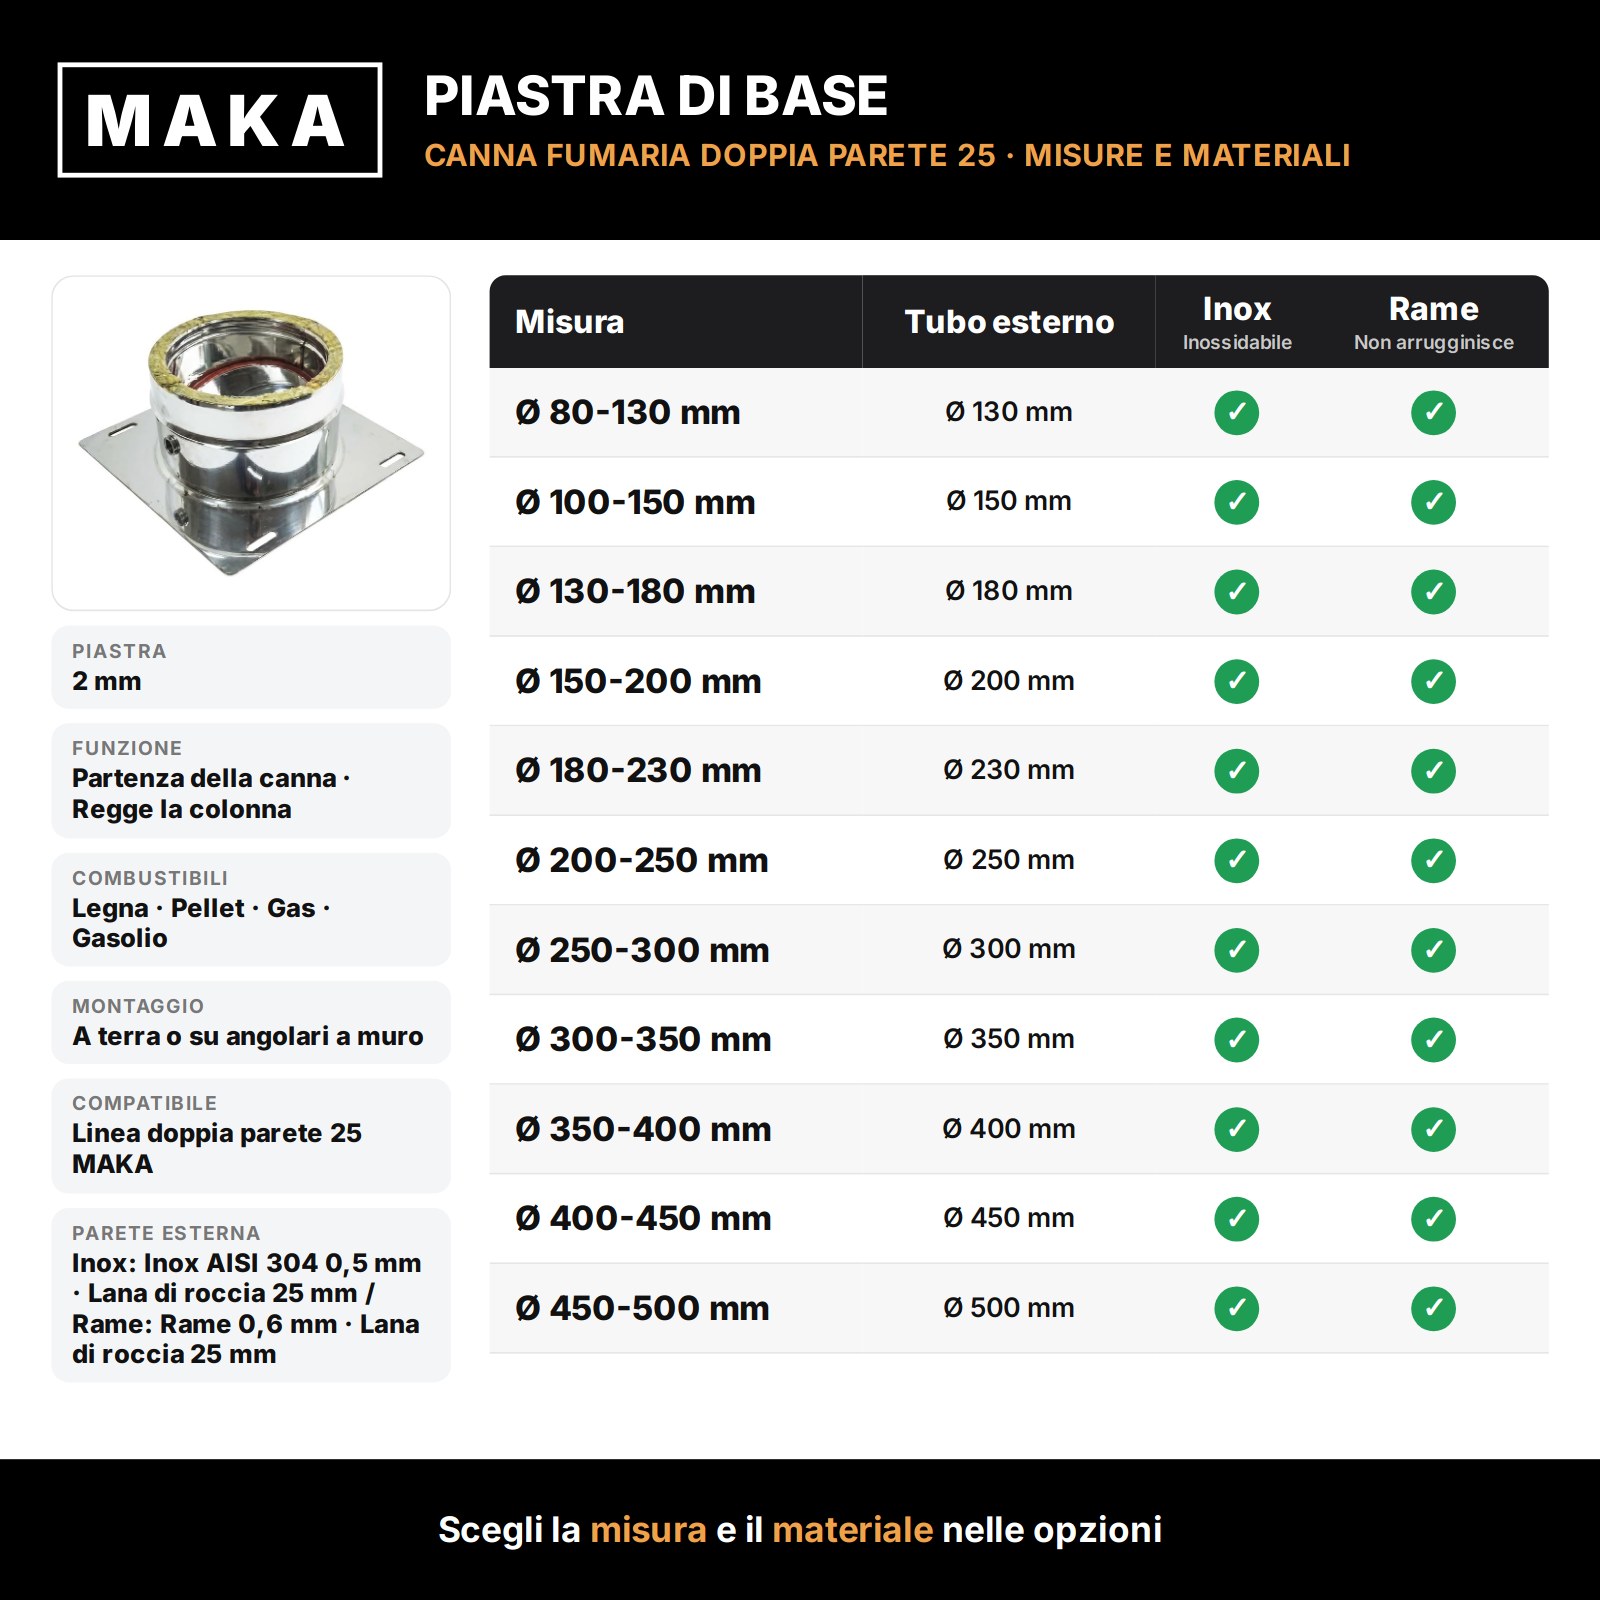 MAKA
PIASTRA DI BASE
CANNA FUMARIA DOPPIA PARETE 25 · MISURE E MATERIALI
PIASTRA
2 mm
FUNZIONE
Partenza della canna ·
Regge la colonna
COMBUSTIBILI
Legna · Pellet · Gas ·
Gasolio
MONTAGGIO
A terra o su angolari a muro
COMPATIBILE
Linea doppia parete 25
MAKA
PARETE ESTERNA
Inox: Inox AISI 304 0,5 mm
· Lana di roccia 25 mm /
Rame: Rame 0,6 mm · Lana
di roccia 25 mm
Misura Tubo esterno Inox Rame
Inossidabile Non arrugginisce
Ø 80-130 mm Ø 130 mm ✓ ✓
Ø 100-150 mm Ø 150 mm ✓ ✓
Ø 130-180 mm Ø 180 mm ✓ ✓
Ø 150-200 mm Ø 200 mm ✓ ✓
Ø 180-230 mm Ø 230 mm ✓ ✓
Ø 200-250 mm Ø 250 mm ✓ ✓
Ø 250-300 mm Ø 300 mm ✓ ✓
Ø 300-350 mm Ø 350 mm ✓ ✓
Ø 350-400 mm Ø 400 mm ✓ ✓
Ø 400-450 mm Ø 450 mm ✓ ✓
Ø 450-500 mm Ø 500 mm ✓ ✓
Scegli la misura e il materiale nelle opzioni